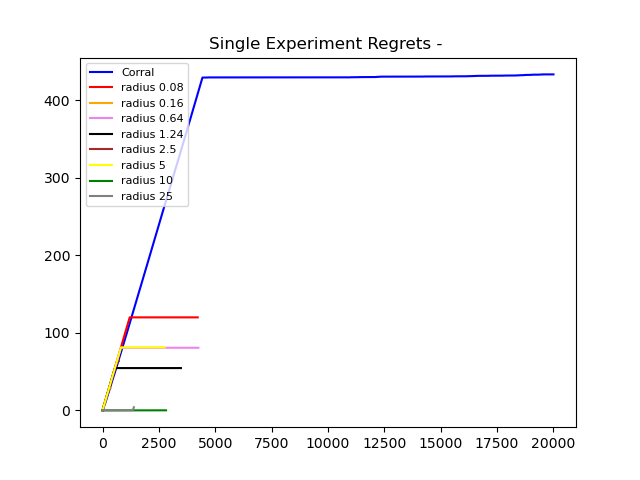 Single Experiment Regrets -
Corral
radius 0.08
radius 0.16
radius 0.64
radius 1.24
radius 2.5
radius 5
radius 10
radius 25
400
300
200
100
0
0 2500 5000 7500 10000 12500 15000 17500 20000